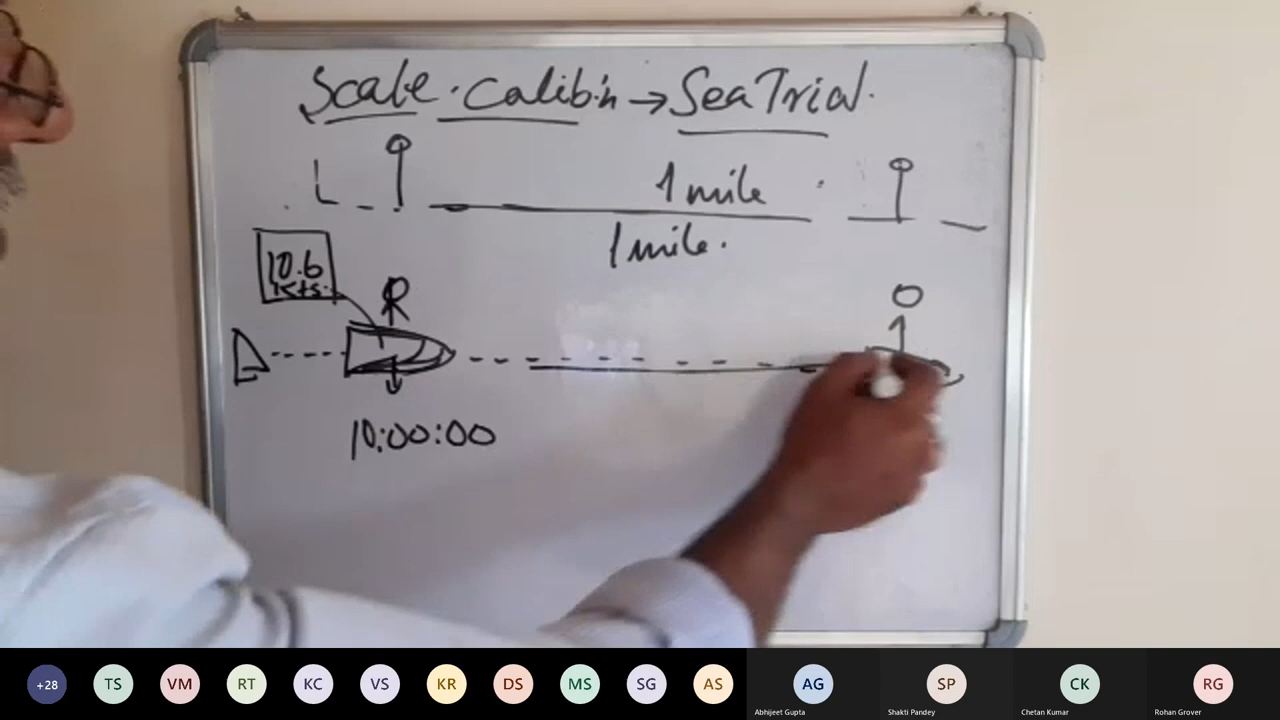 Scale. Calib'n → Sea Trial.
L
1 mile
1 mile.
10.6
Kts.
R
O
10:00:00
+28
TS
VM
RT
KC
VS
KR
DS
MS
SG
AS
AG
SP
CK
RG
Abhijeet Gupta
Shakti Pandey
Chetan Kumar
Rohan Grover